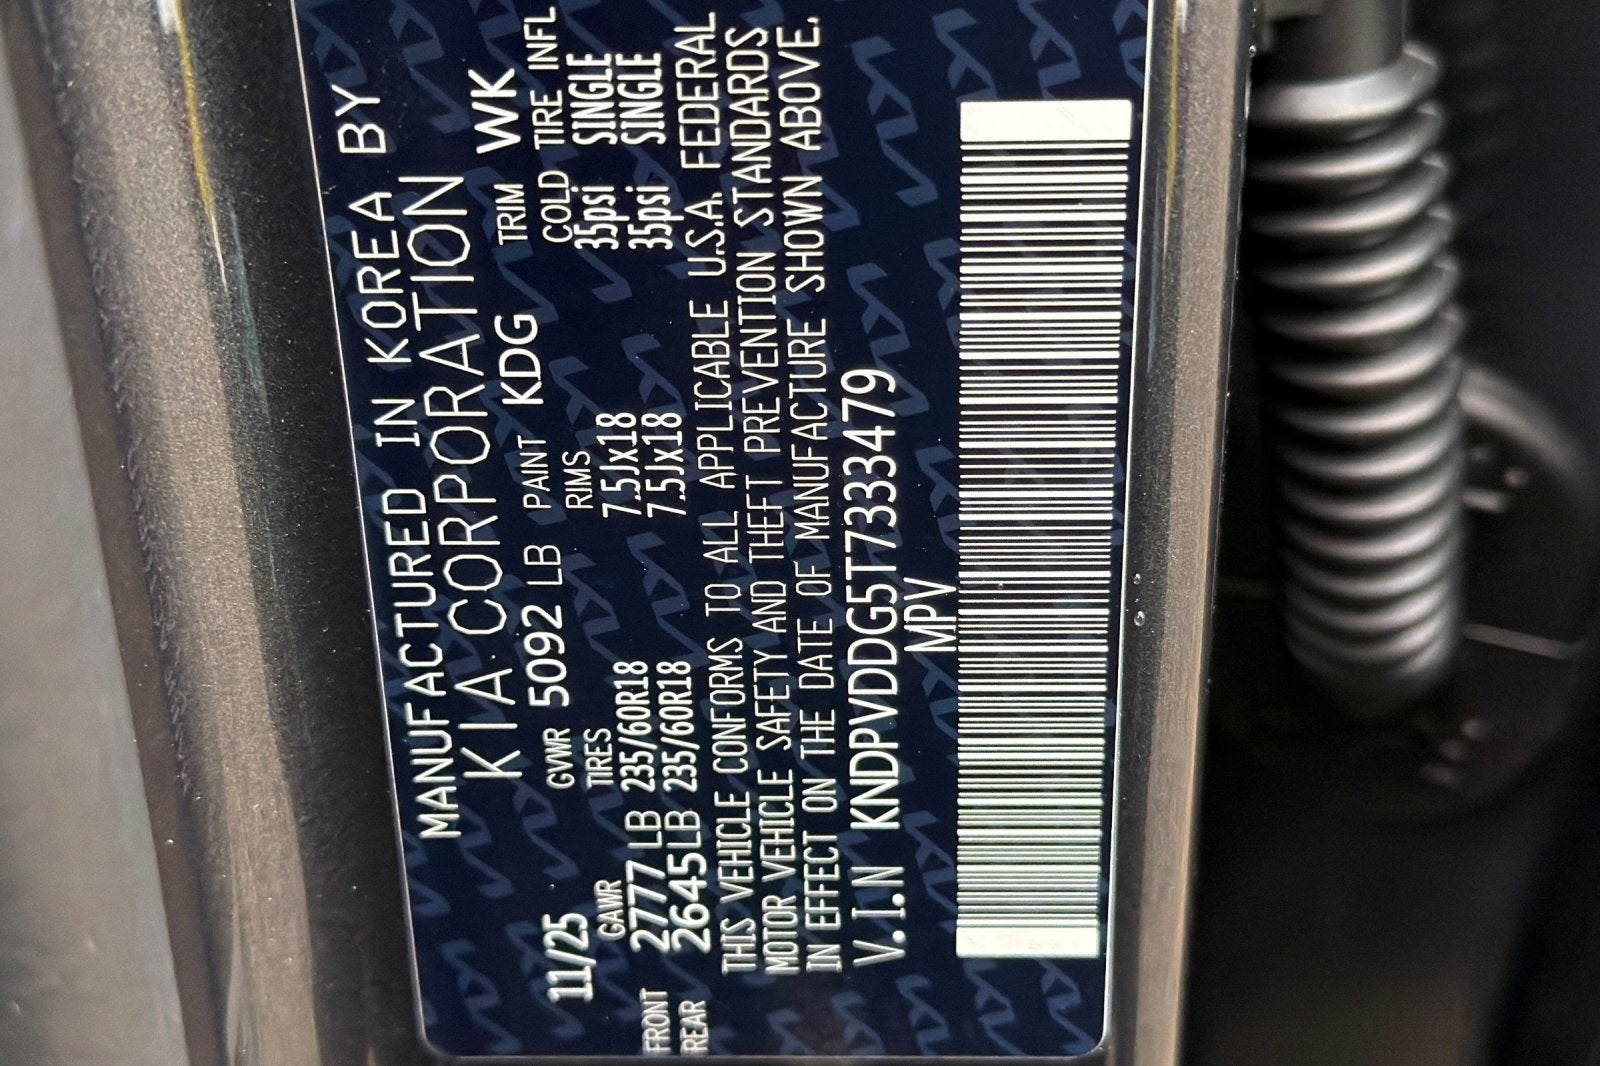 MANUFACTURED IN KOREA BY
KIA CORPORATION
11/25 GVWR 5092 LB PAINT KDG TRIM WK
GAWR TIRES RIMS COLD TIRE INFL
FRONT 2777 LB 235/60R18 7.5Jx18 35psi SINGLE
REAR 2645LB 235/60R18 7.5Jx18 35psi SINGLE
THIS VEHICLE CONFORMS TO ALL APPLICABLE U.S.A. FEDERAL
MOTOR VEHICLE SAFETY AND THEFT PREVENTION STANDARDS
IN EFFECT ON THE DATE OF MANUFACTURE SHOWN ABOVE.
V.I.N KNDPVDDG5T7333479
MPV